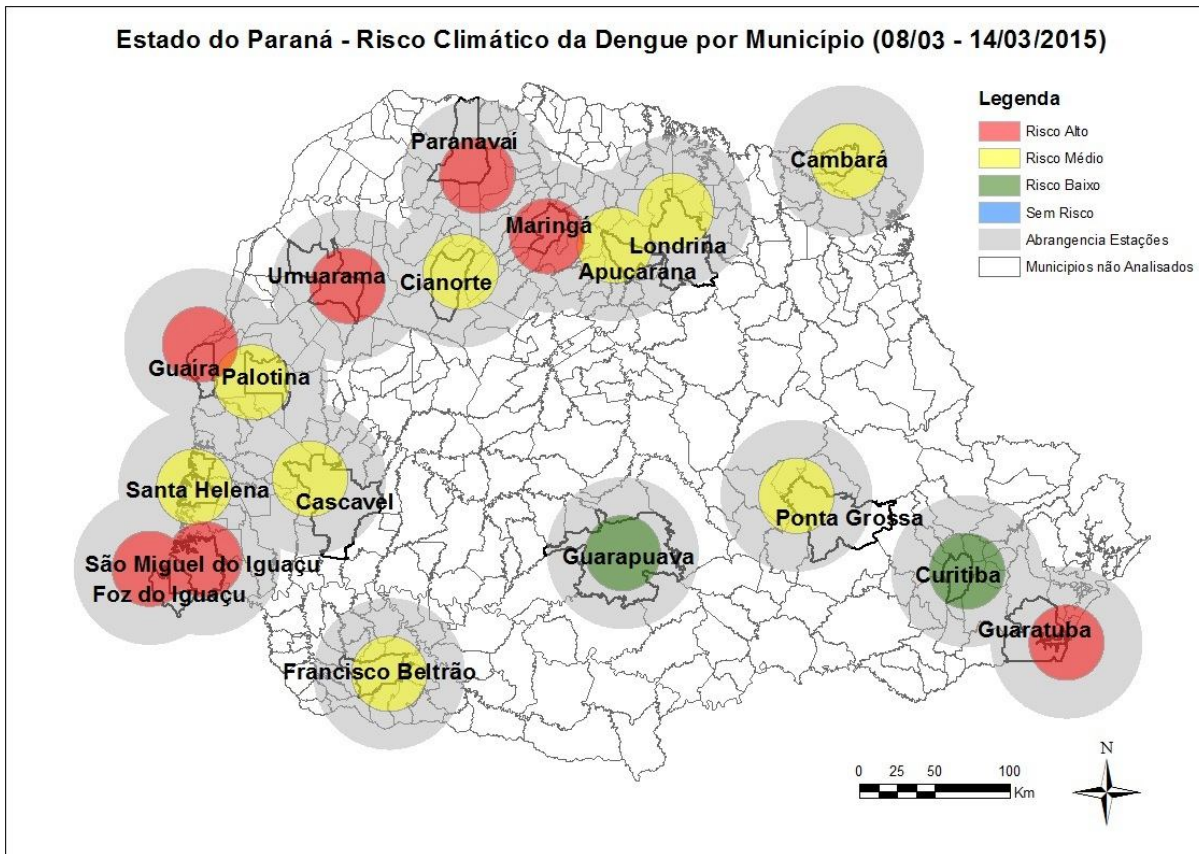 Estado do Paraná - Risco Climático da Dengue por Município (08/03 - 14/03/2015)
Legenda
Risco Alto
Risco Médio
Risco Baixo
Sem Risco
Abrangencia Estações
Municipios não Analisados
Paranavaí
Cambará
Maringá
Londrina
Apucarana
Umuarama
Cianorte
Guaíra
Palotina
Santa Helena
Cascavel
Ponta Grossa
São Miguel do Iguaçu
Foz do Iguaçu
Guarapuava
Curitiba
Guaratuba
Francisco Beltrão
N
0 25 50 100
Km